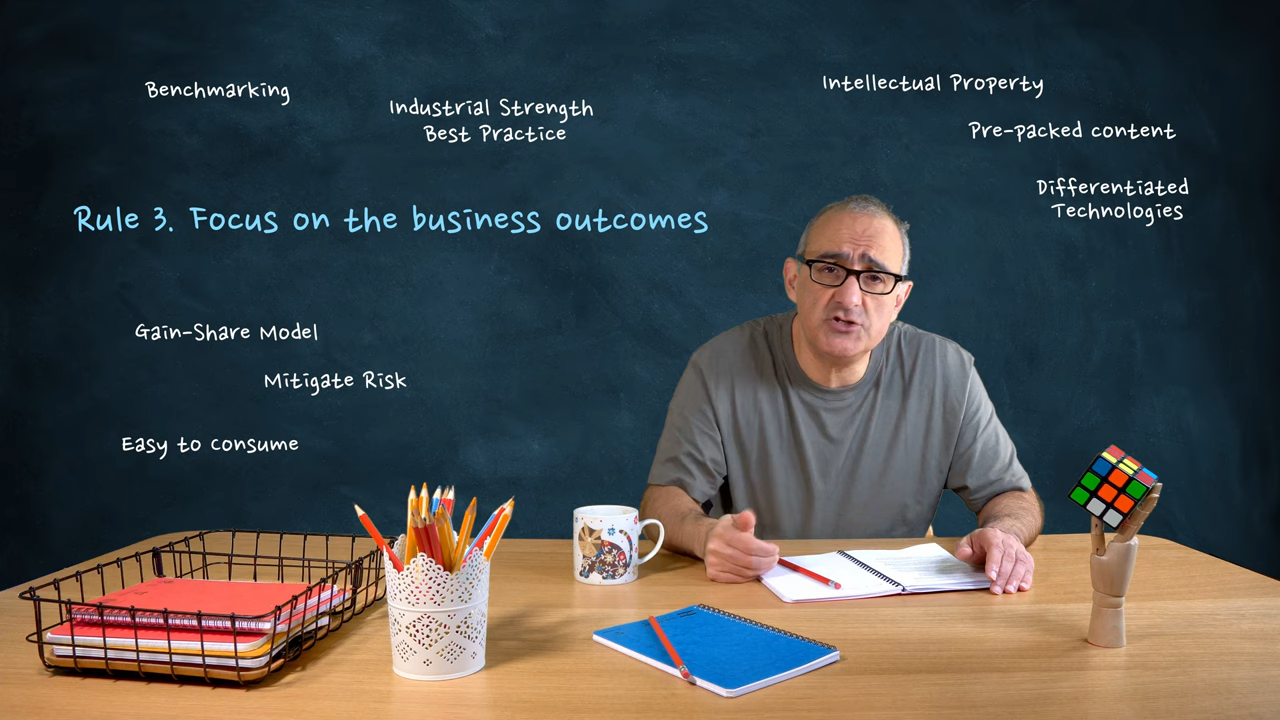 Benchmarking
Industrial Strength
Best Practice
Intellectual Property
Pre-packed content
Differentiated
Technologies
Rule 3. Focus on the business outcomes
Gain-Share Model
Mitigate Risk
Easy to consume